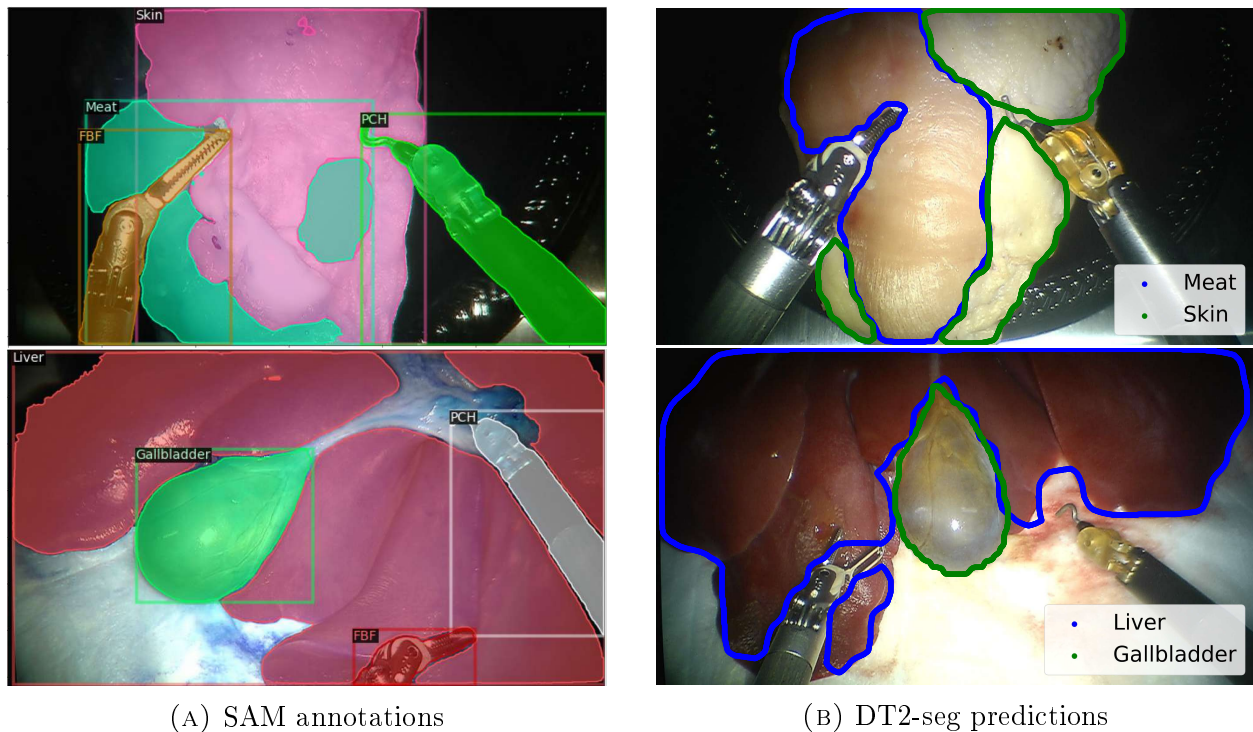 Skin
Meat
FBF
PCH
Meat
Skin
Liver
PCH
Gallbladder
FBF
Liver
Gallbladder
(A) SAM annotations
(B) DT2-seg predictions